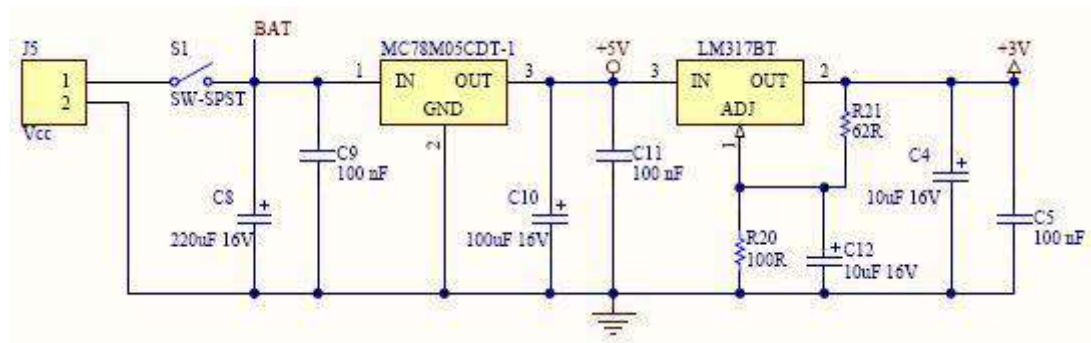 BAT
J5
S1
MC78M05CDT-1
+5V
LM317BT
+3V
1
2
Vcc
SW-SPST
1
IN
OUT
GND
3
2
3
IN
OUT
ADJ
2
1
R21
62R
C9
100 nF
C11
100 nF
C4
10uF 16V
C8
220uF 16V
C10
100uF 16V
R20
100R
C12
10uF 16V
C5
100 nF
+
+
+
+